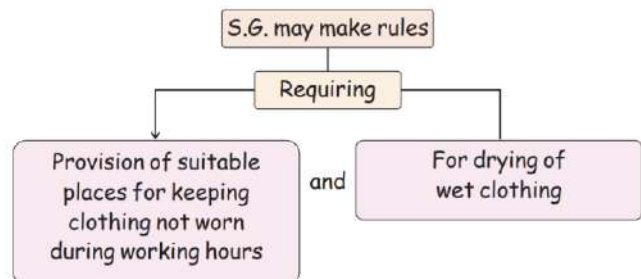 S.G. may make rules
Requiring
Provision of suitable
places for keeping
clothing not worn
during working hours
and
For drying of
wet clothing